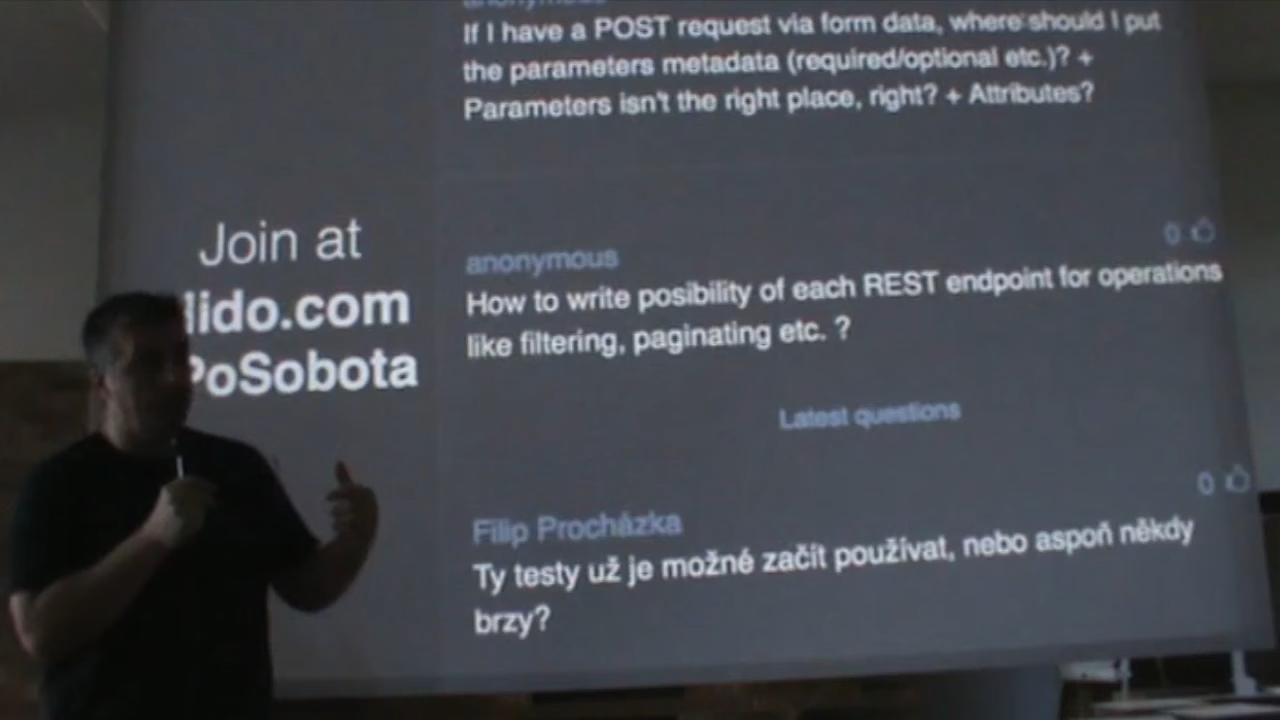 anonymous
If I have a POST request via form data, where should I put
the parameters metadata (required/optional etc.)? +
Parameters isn't the right place, right? + Attributes?
Join at
lido.com
PoSobota
anonymous
0
How to write posibility of each REST endpoint for operations
like filtering, paginating etc. ?
Latest questions
Filip Procházka
0
Ty testy už je možné začít používat, nebo aspoň někdy
brzy?